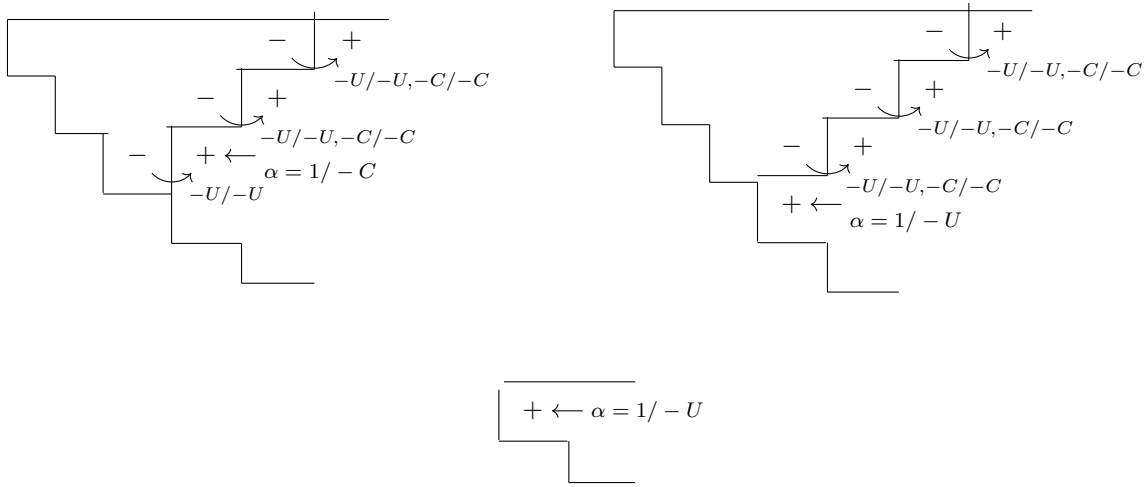 − +
−U/−U,−C/−C
− +
−U/−U,−C/−C
− + ←
α = 1/ − C
−U/−U
− +
−U/−U,−C/−C
− +
−U/−U,−C/−C
− +
−U/−U,−C/−C
+ ←
α = 1/ − U
+ ← α = 1/ − U